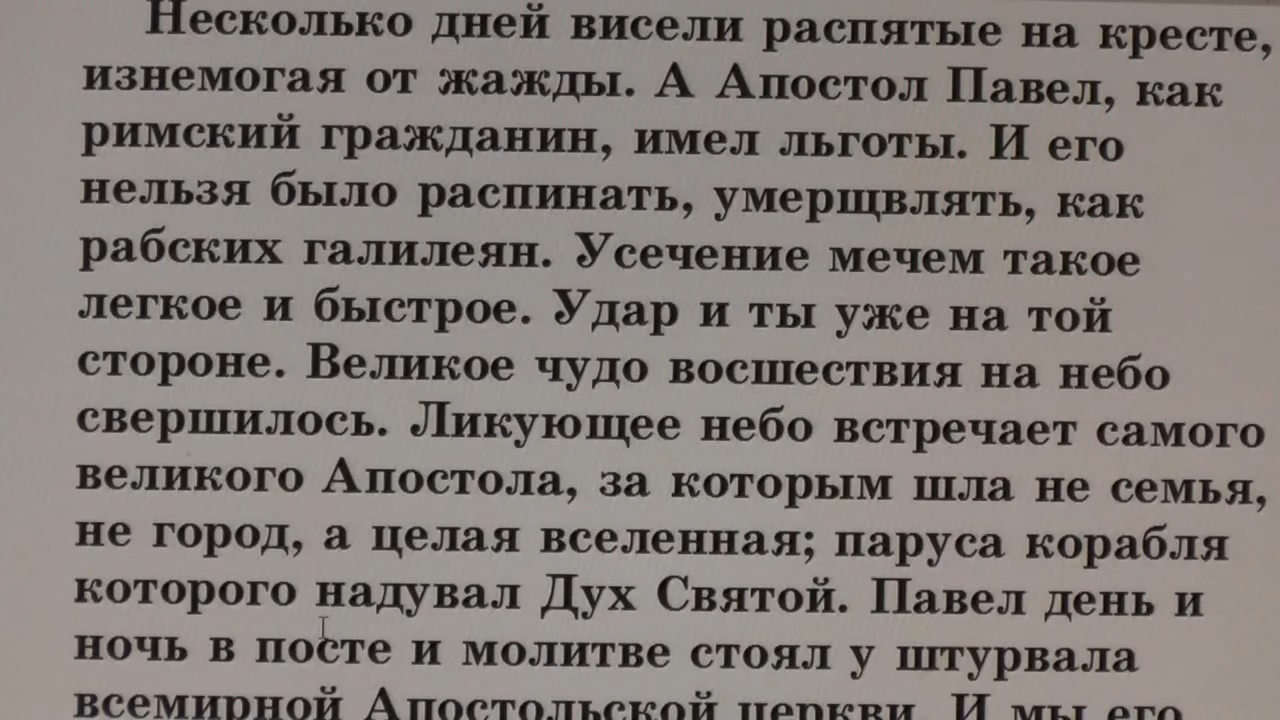 Несколько дней висели распятые на кресте,
изнемогая от жажды. А Апостол Павел, как
римский гражданин, имел льготы. И его
нельзя было распинать, умерщвлять, как
рабских галилеян. Усечение мечем такое
легкое и быстрое. Удар и ты уже на той
стороне. Великое чудо восшествия на небо
свершилось. Ликующее небо встречает самого
великого Апостола, за которым шла не семья,
не город, а целая вселенная; паруса корабля
которого надувал Дух Святой. Павел день и
ночь в посте и молитве стоял у штурвала
всемирной Апостольской церкви. И мы его